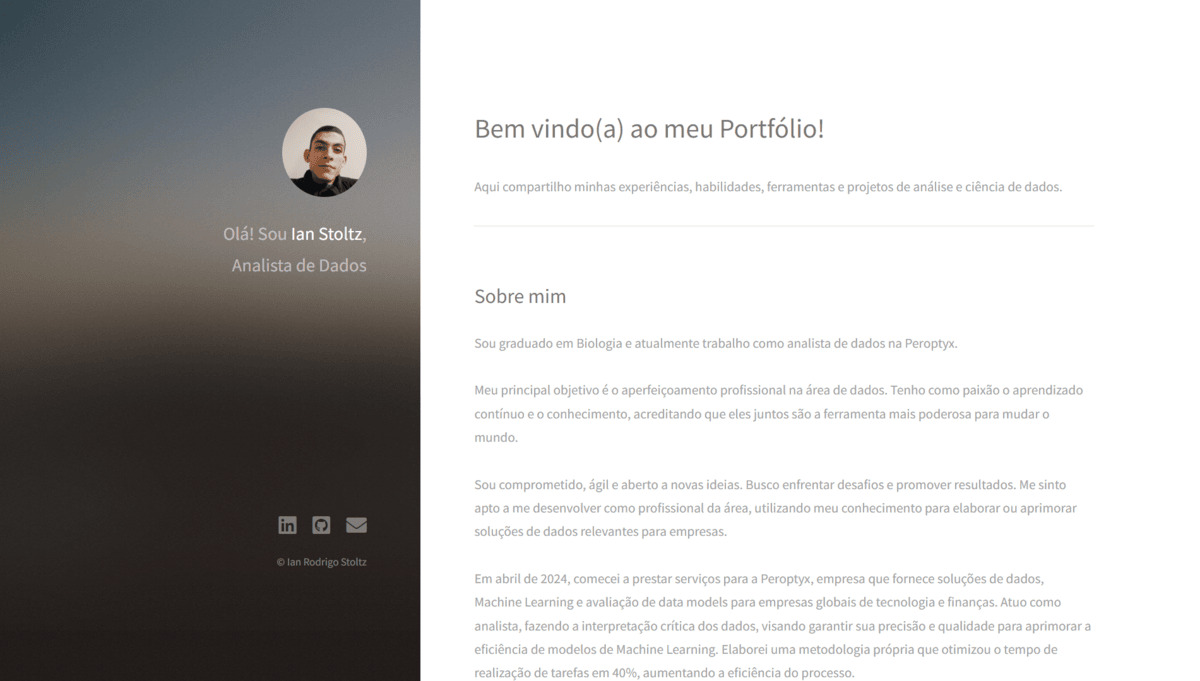 Olá! Sou Ian Stoltz,
Analista de Dados
in
© Ian Rodrigo Stoltz
Bem vindo(a) ao meu Portfólio!
Aqui compartilho minhas experiências, habilidades, ferramentas e projetos de análise e ciência de dados.
Sobre mim
Sou graduado em Biologia e atualmente trabalho como analista de dados na Peroptyx.
Meu principal objetivo é o aperfeiçoamento profissional na área de dados. Tenho como paixão o aprendizado
contínuo e o conhecimento, acreditando que eles juntos são a ferramenta mais poderosa para mudar o
mundo.
Sou comprometido, ágil e aberto a novas ideias. Busco enfrentar desafios e promover resultados. Me sinto
apto a me desenvolver como profissional da área, utilizando meu conhecimento para elaborar ou aprimorar
soluções de dados relevantes para empresas.
Em abril de 2024, comecei a prestar serviços para a Peroptyx, empresa que fornece soluções de dados,
Machine Learning e avaliação de data models para empresas globais de tecnologia e finanças. Atuo como
analista, fazendo a interpretação crítica dos dados, visando garantir sua precisão e qualidade para aprimorar a
eficiência de modelos de Machine Learning. Elaborei uma metodologia própria que otimizou o tempo de
realização de tarefas em 40%, aumentando a eficiência do processo.